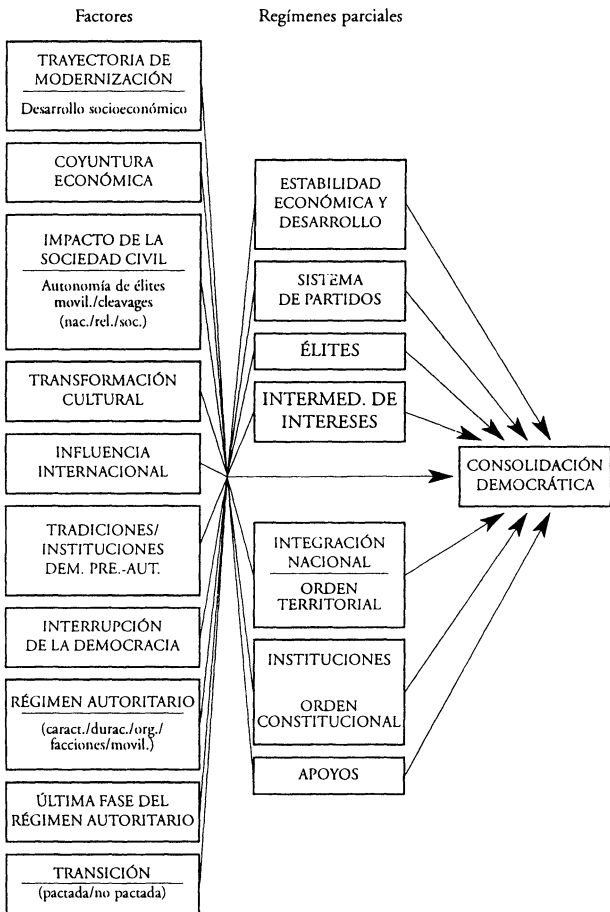 Factores
Regímenes parciales
TRAYECTORIA DE
MODERNIZACIÓN
Desarrollo socioeconómico
COYUNTURA
ECONÓMICA
IMPACTO DE LA
SOCIEDAD CIVIL
Autonomía de élites
movil./cleavages
(nac./rel./soc.)
TRANSFORMACIÓN
CULTURAL
INFLUENCIA
INTERNACIONAL
TRADICIONES/
INSTITUCIONES
DEM. PRE.-AUT.
INTERRUPCIÓN
DE LA DEMOCRACIA
RÉGIMEN AUTORITARIO
(caract./durac./org./
facciones/movil.)
ÚLTIMA FASE DEL
RÉGIMEN AUTORITARIO
TRANSICIÓN
(pactada/no pactada)
ESTABILIDAD
ECONÓMICA Y
DESARROLLO
SISTEMA
DE PARTIDOS
ÉLITES
INTERMED. DE
INTERESES
INTEGRACIÓN
NACIONAL
ORDEN
TERRITORIAL
INSTITUCIONES
ORDEN
CONSTITUCIONAL
APOYOS
CONSOLIDACIÓN
DEMOCRÁTICA